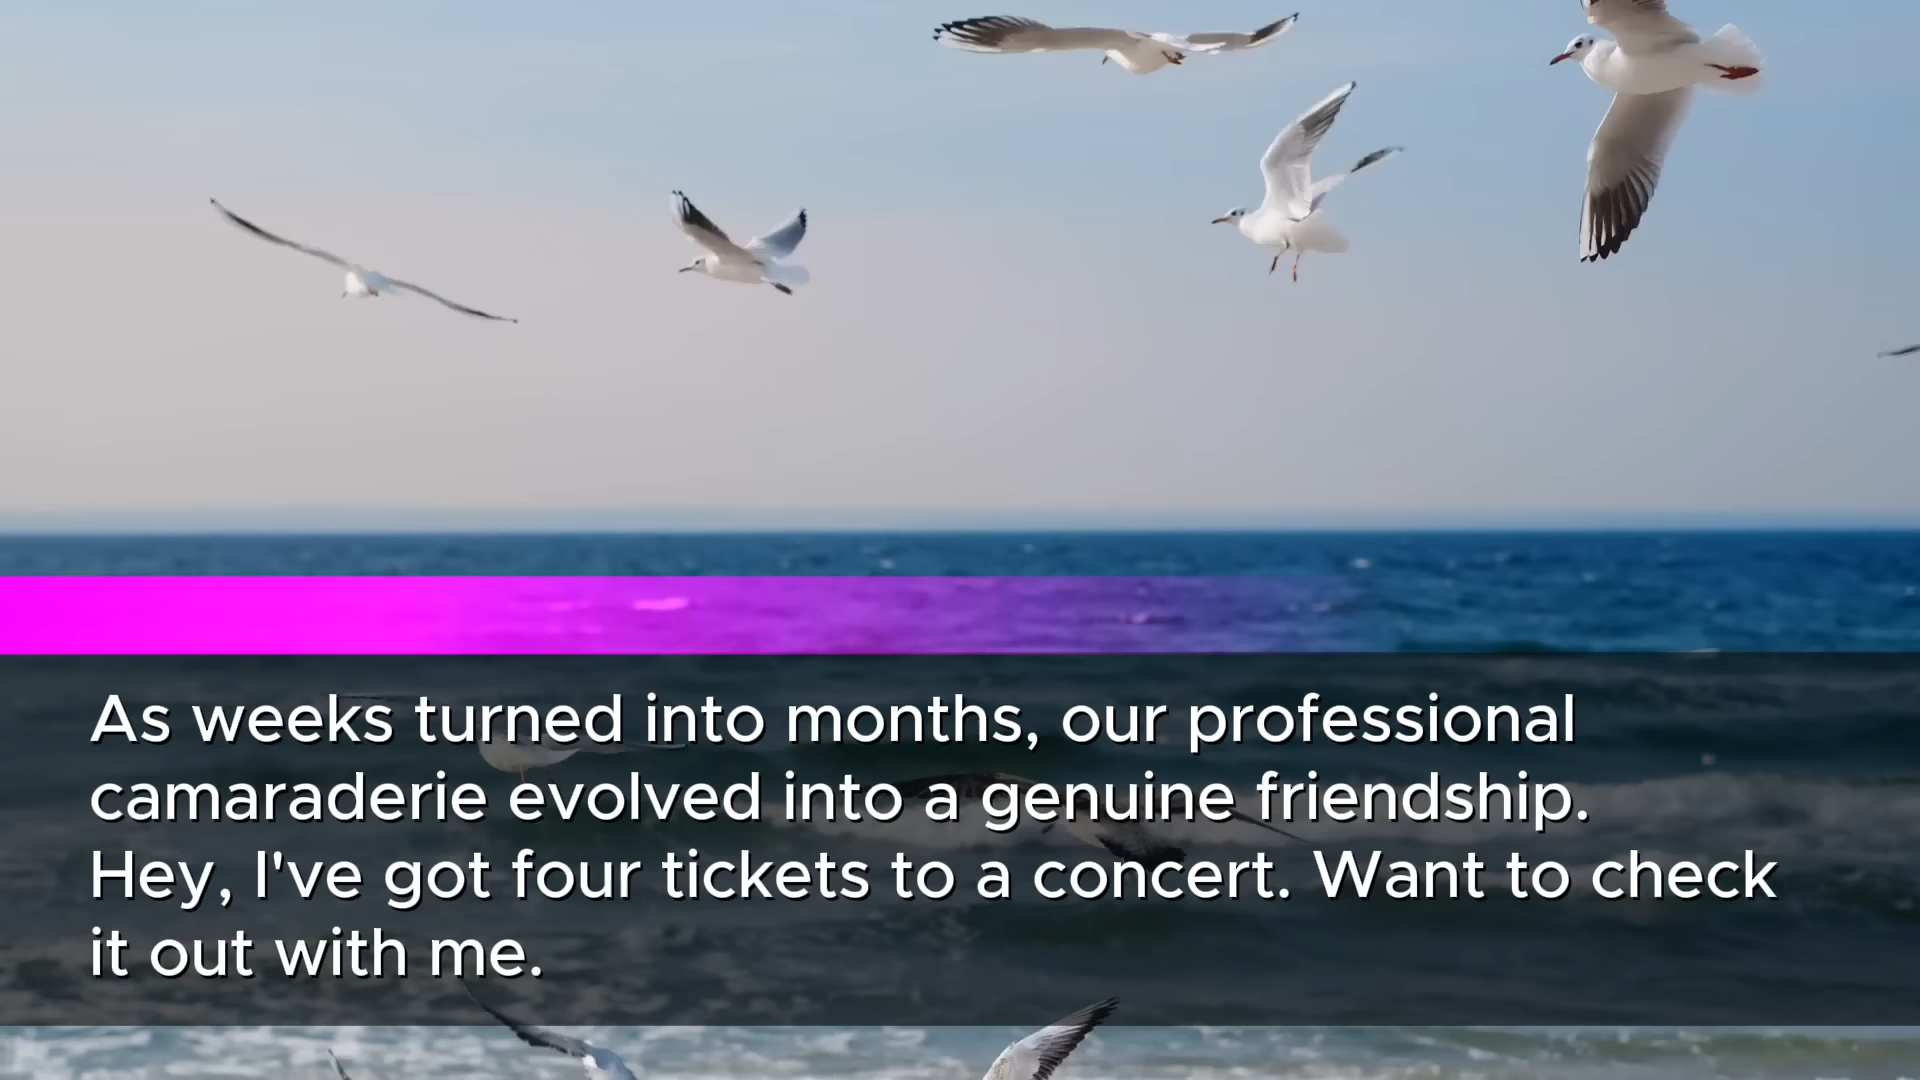 As weeks turned into months, our professional
camaraderie evolved into a genuine friendship.
Hey, I've got four tickets to a concert. Want to check
it out with me.